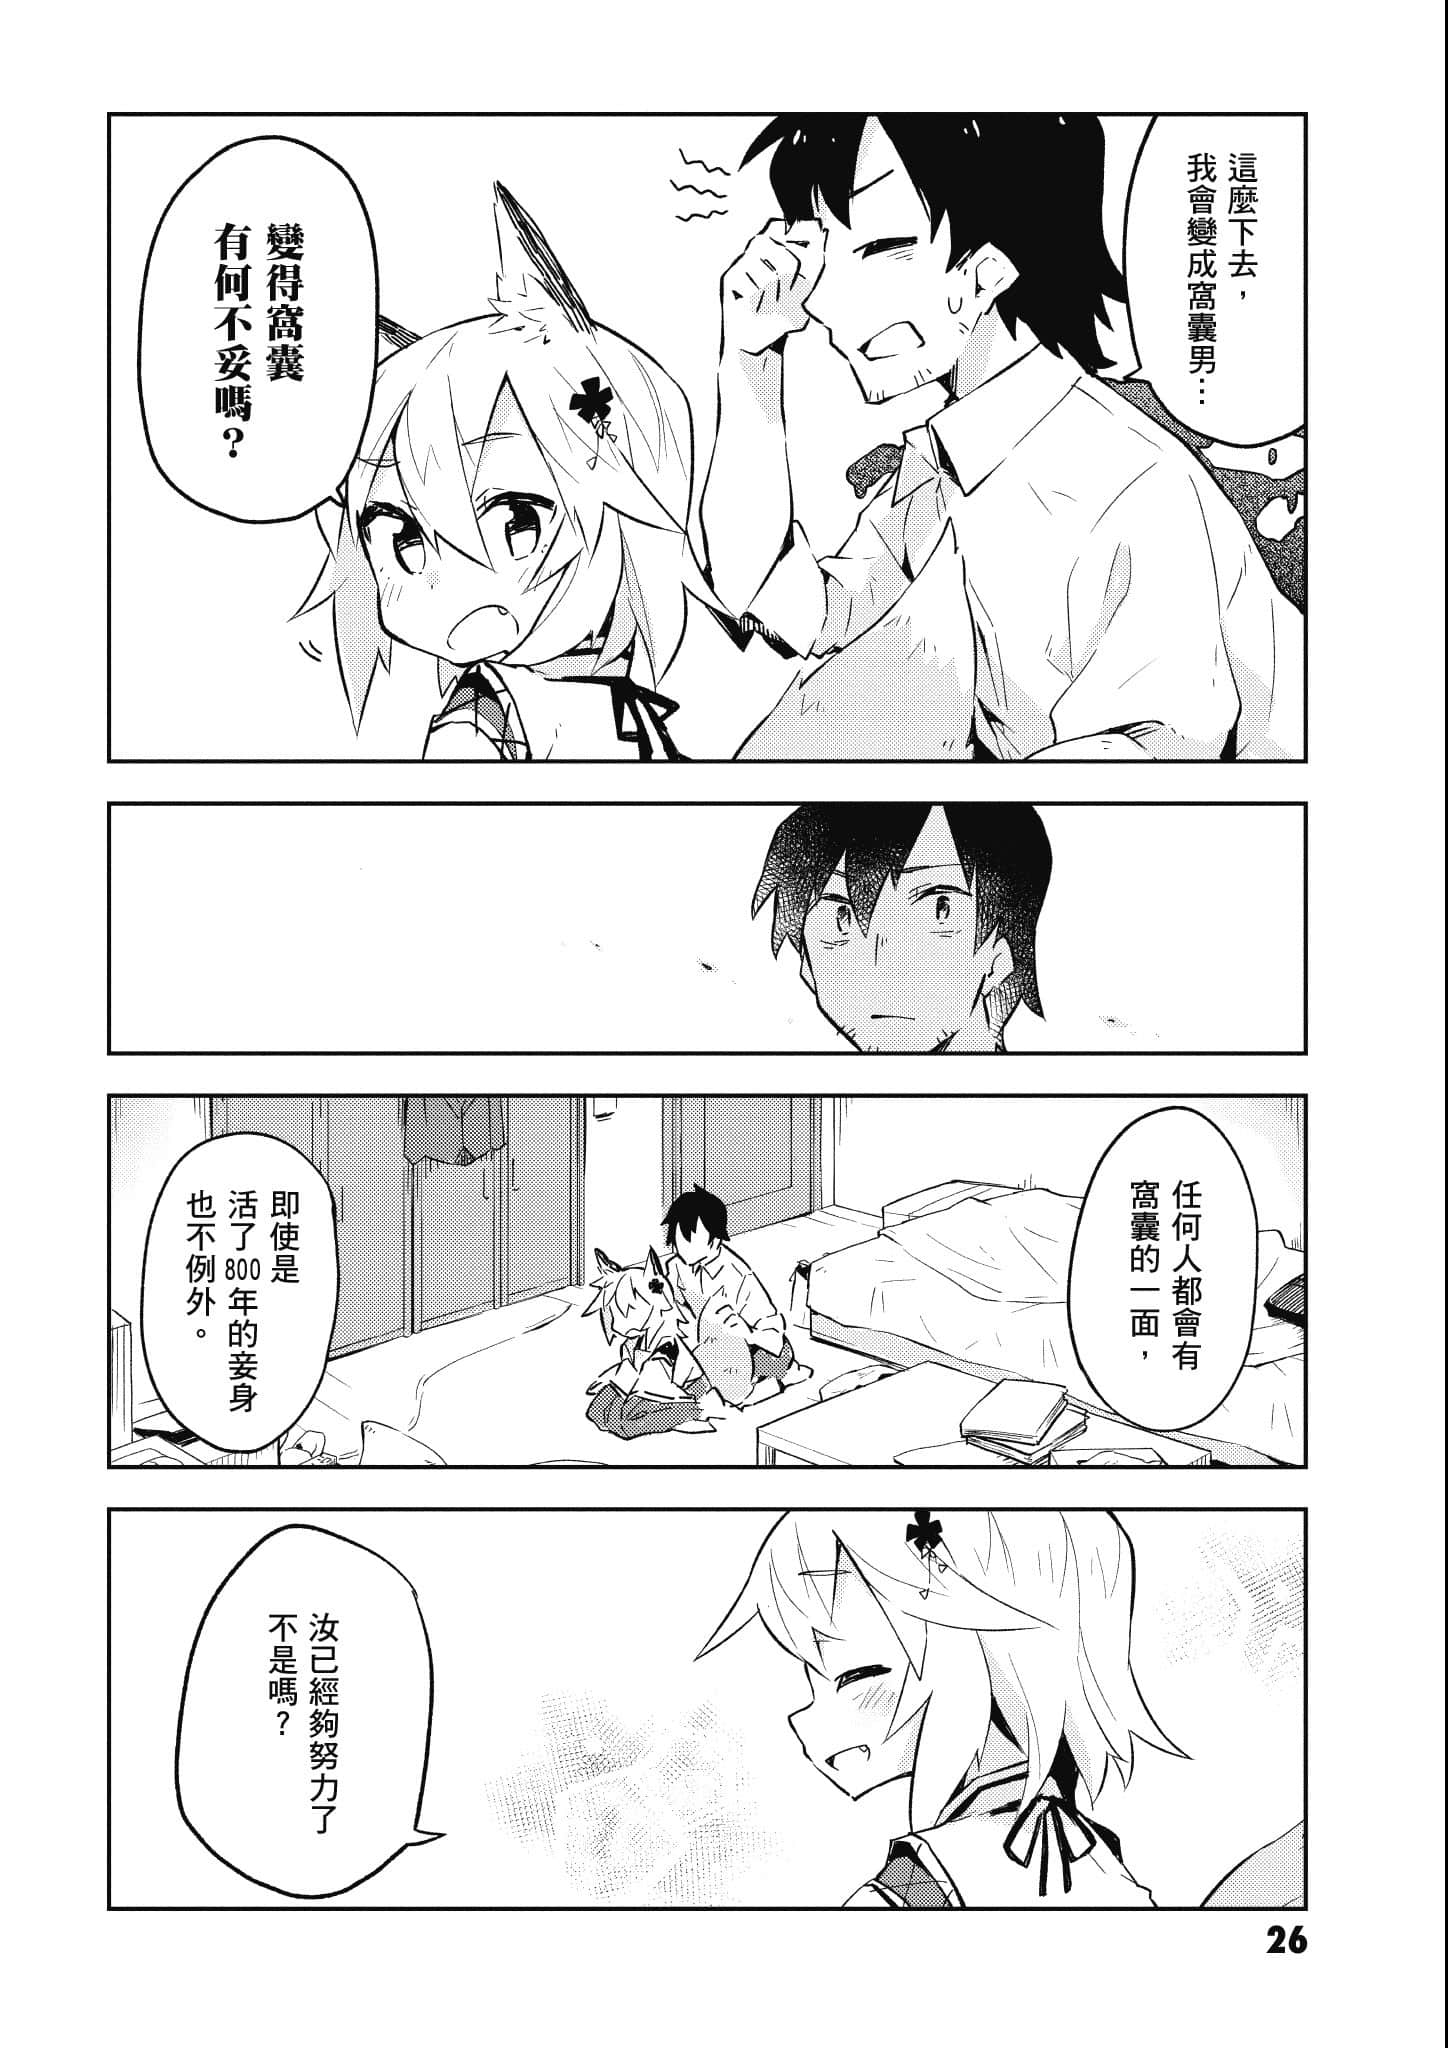 這麼下去，
我會變成窩囊男…
變得窩囊
有何不妥嗎？
任何人都會有
窩囊的一面，
即使是
活了800年的妾身
也不例外。
汝已經夠努力了
不是嗎？
26